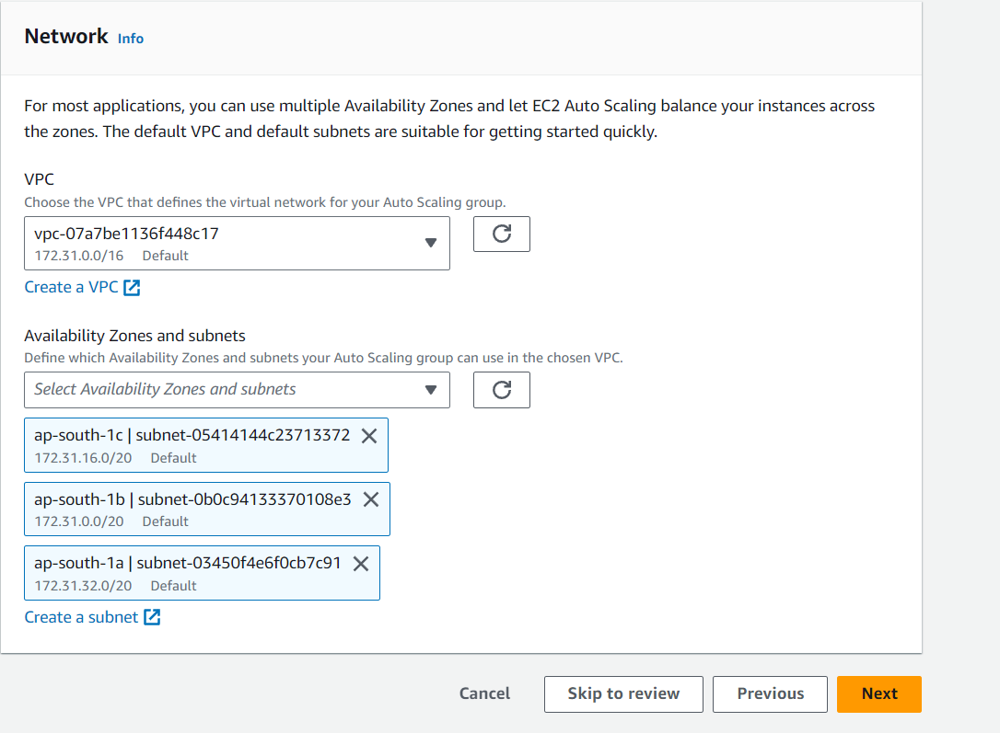 Network Info
For most applications, you can use multiple Availability Zones and let EC2 Auto Scaling balance your instances across
the zones. The default VPC and default subnets are suitable for getting started quickly.
VPC
Choose the VPC that defines the virtual network for your Auto Scaling group.
vpc-07a7be1136f448c17
172.31.0.0/16 Default
Create a VPC
Availability Zones and subnets
Define which Availability Zones and subnets your Auto Scaling group can use in the chosen VPC.
Select Availability Zones and subnets
ap-south-1c | subnet-05414144c23713372
172.31.16.0/20 Default
ap-south-1b | subnet-0b0c94133370108e3
172.31.0.0/20 Default
ap-south-1a | subnet-03450f4e6f0cb7c91
172.31.32.0/20 Default
Create a subnet
Cancel Skip to review Previous Next